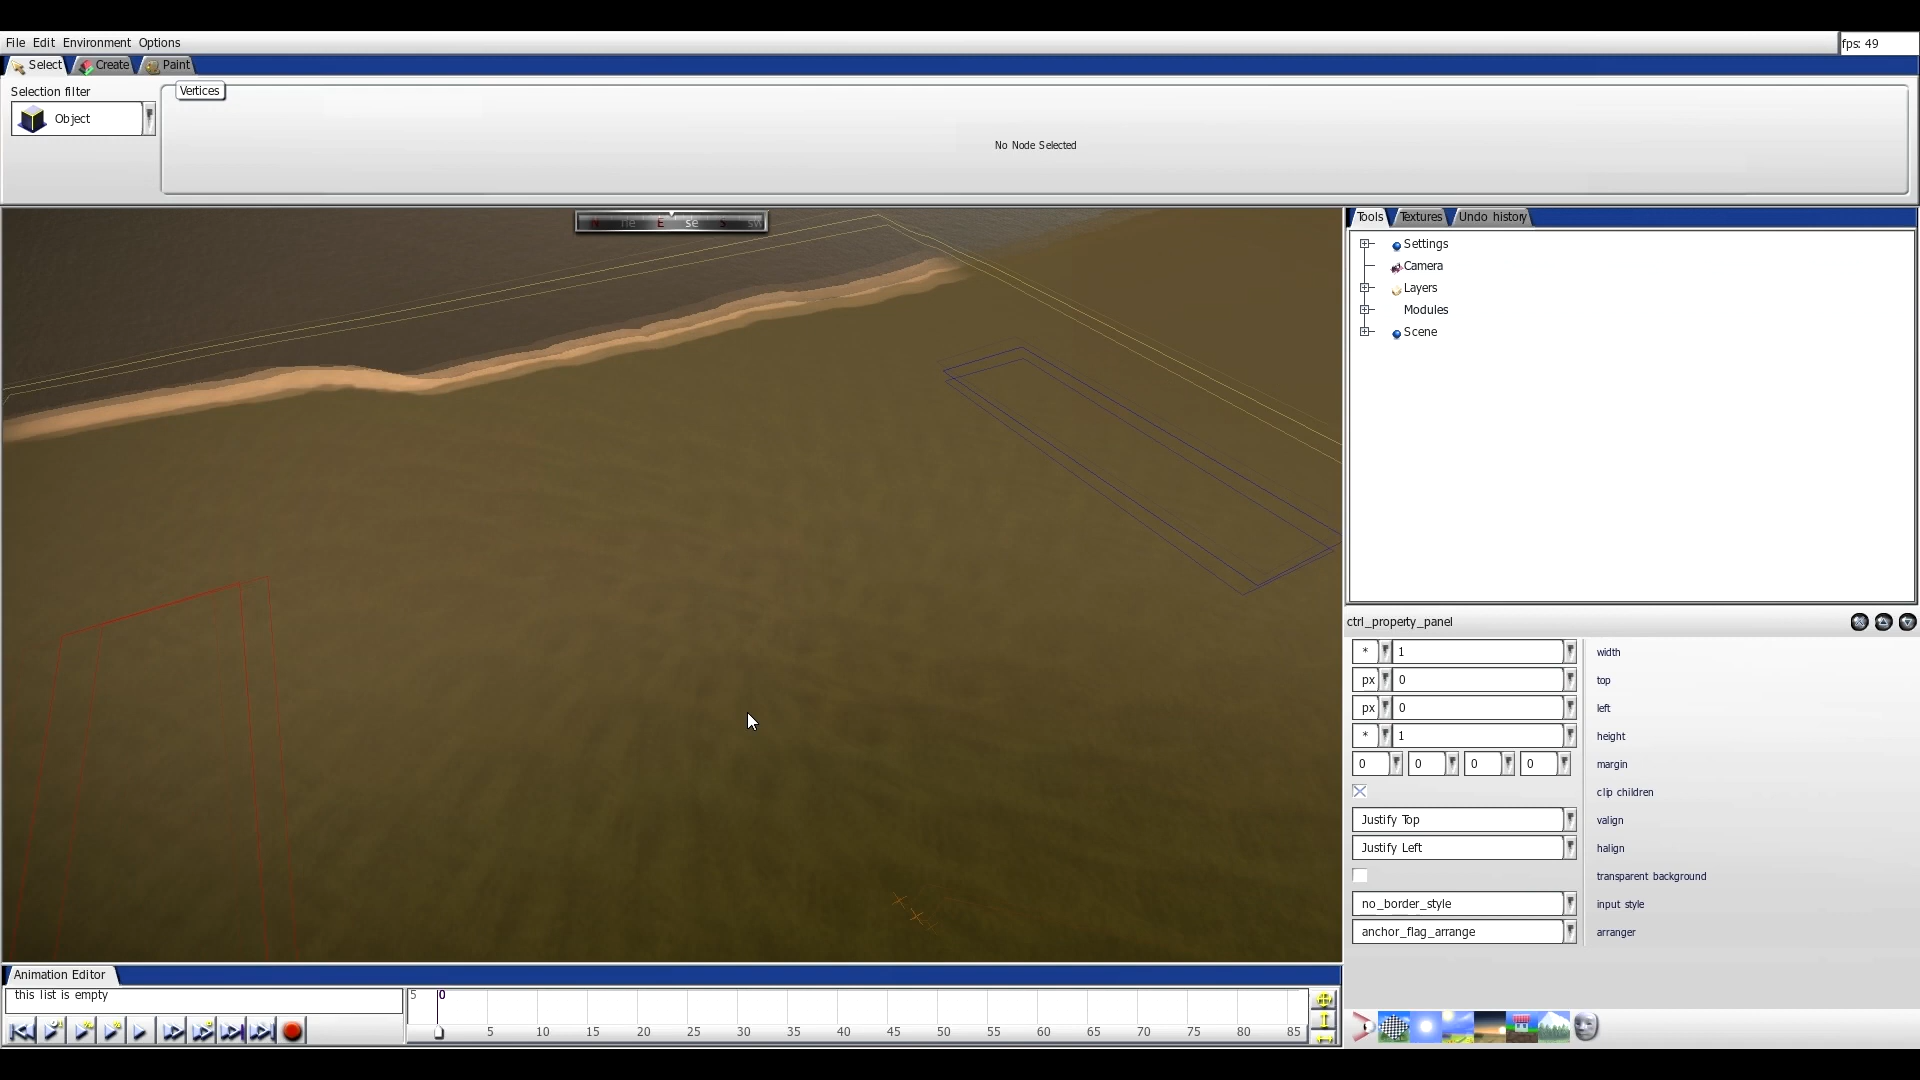 File Edit Environment Options
fps: 49
Select Create Paint
Selection filter
Object
Vertices
No Node Selected
N ne E se S sw
Tools Textures Undo history
Settings
Camera
Layers
Modules
Scene
ctrl_property_panel
* 1 width
px 0 top
px 0 left
* 1 height
0 0 0 0 margin
clip children
Justify Top valign
Justify Left halign
transparent background
no_border_style input style
anchor_flag_arrange arranger
Animation Editor
this list is empty
5 0
5 10 15 20 25 30 35 40 45 50 55 60 65 70 75 80 85